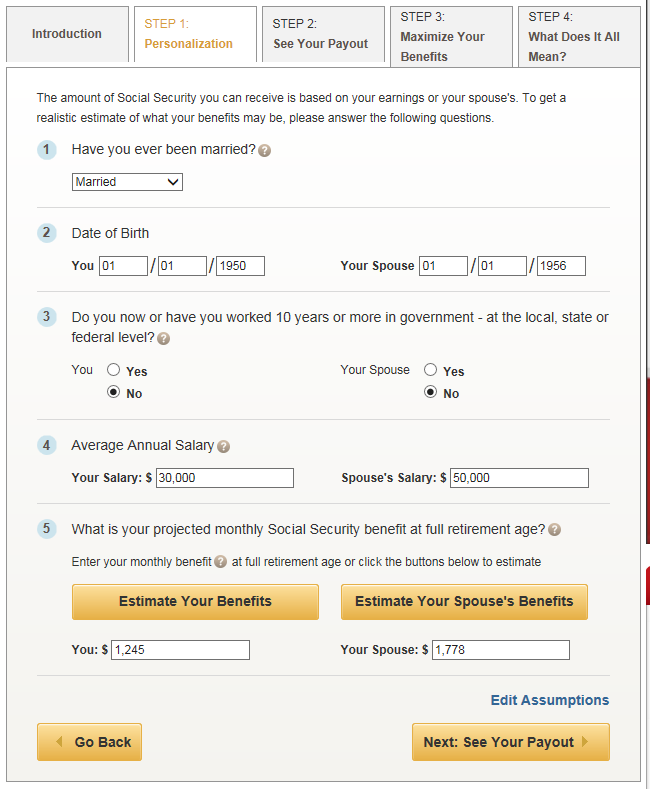 Introduction
STEP 1:
Personalization
STEP 2:
See Your Payout
STEP 3:
Maximize Your
Benefits
STEP 4:
What Does It All
Mean?
The amount of Social Security you can receive is based on your earnings or your spouse's. To get a
realistic estimate of what your benefits may be, please answer the following questions.
1 Have you ever been married? ?
Married
2 Date of Birth
You 01 / 01 / 1950 Your Spouse 01 / 01 / 1956
3 Do you now or have you worked 10 years or more in government - at the local, state or
federal level? ?
You Yes Your Spouse Yes
No No
4 Average Annual Salary ?
Your Salary: $ 30,000 Spouse's Salary: $ 50,000
5 What is your projected monthly Social Security benefit at full retirement age? ?
Enter your monthly benefit ? at full retirement age or click the buttons below to estimate
Estimate Your Benefits Estimate Your Spouse's Benefits
You: $ 1,245 Your Spouse: $ 1,778
Edit Assumptions
Go Back Next: See Your Payout